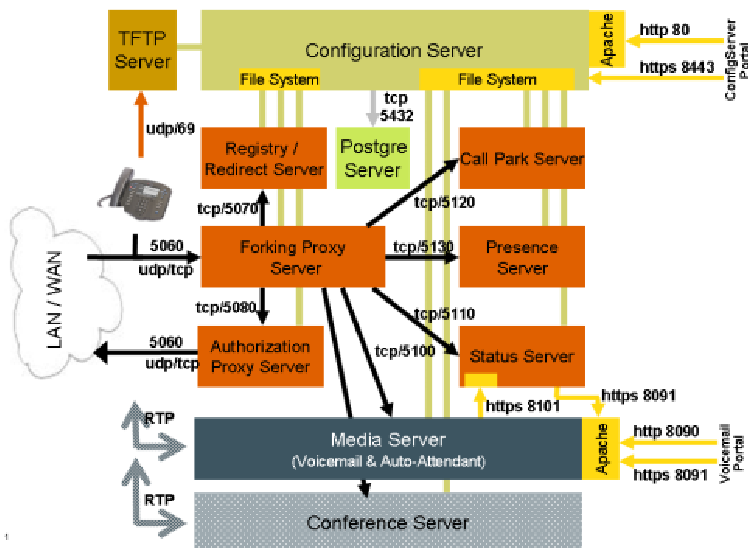 TFTP
Server
Configuration Server
Apache
http 80
https 8443
ConfigServer
Portal
File System
File System
tcp
5432
udp/69
Registry /
Redirect Server
Postgre
Server
Call Park Server
tcp/5070
tcp/5120
5060
udp/tcp
Forking Proxy
Server
tcp/5130
Presence
Server
LAN / WAN
tcp/5080
tcp/5110
5060
udp/tcp
Authorization
Proxy Server
tcp/5100
Status Server
https 8101
https 8091
RTP
Media Server
(Voicemail & Auto-Attendant)
Apache
http 8090
https 8091
Voicemail
Portal
RTP
Conference Server
1